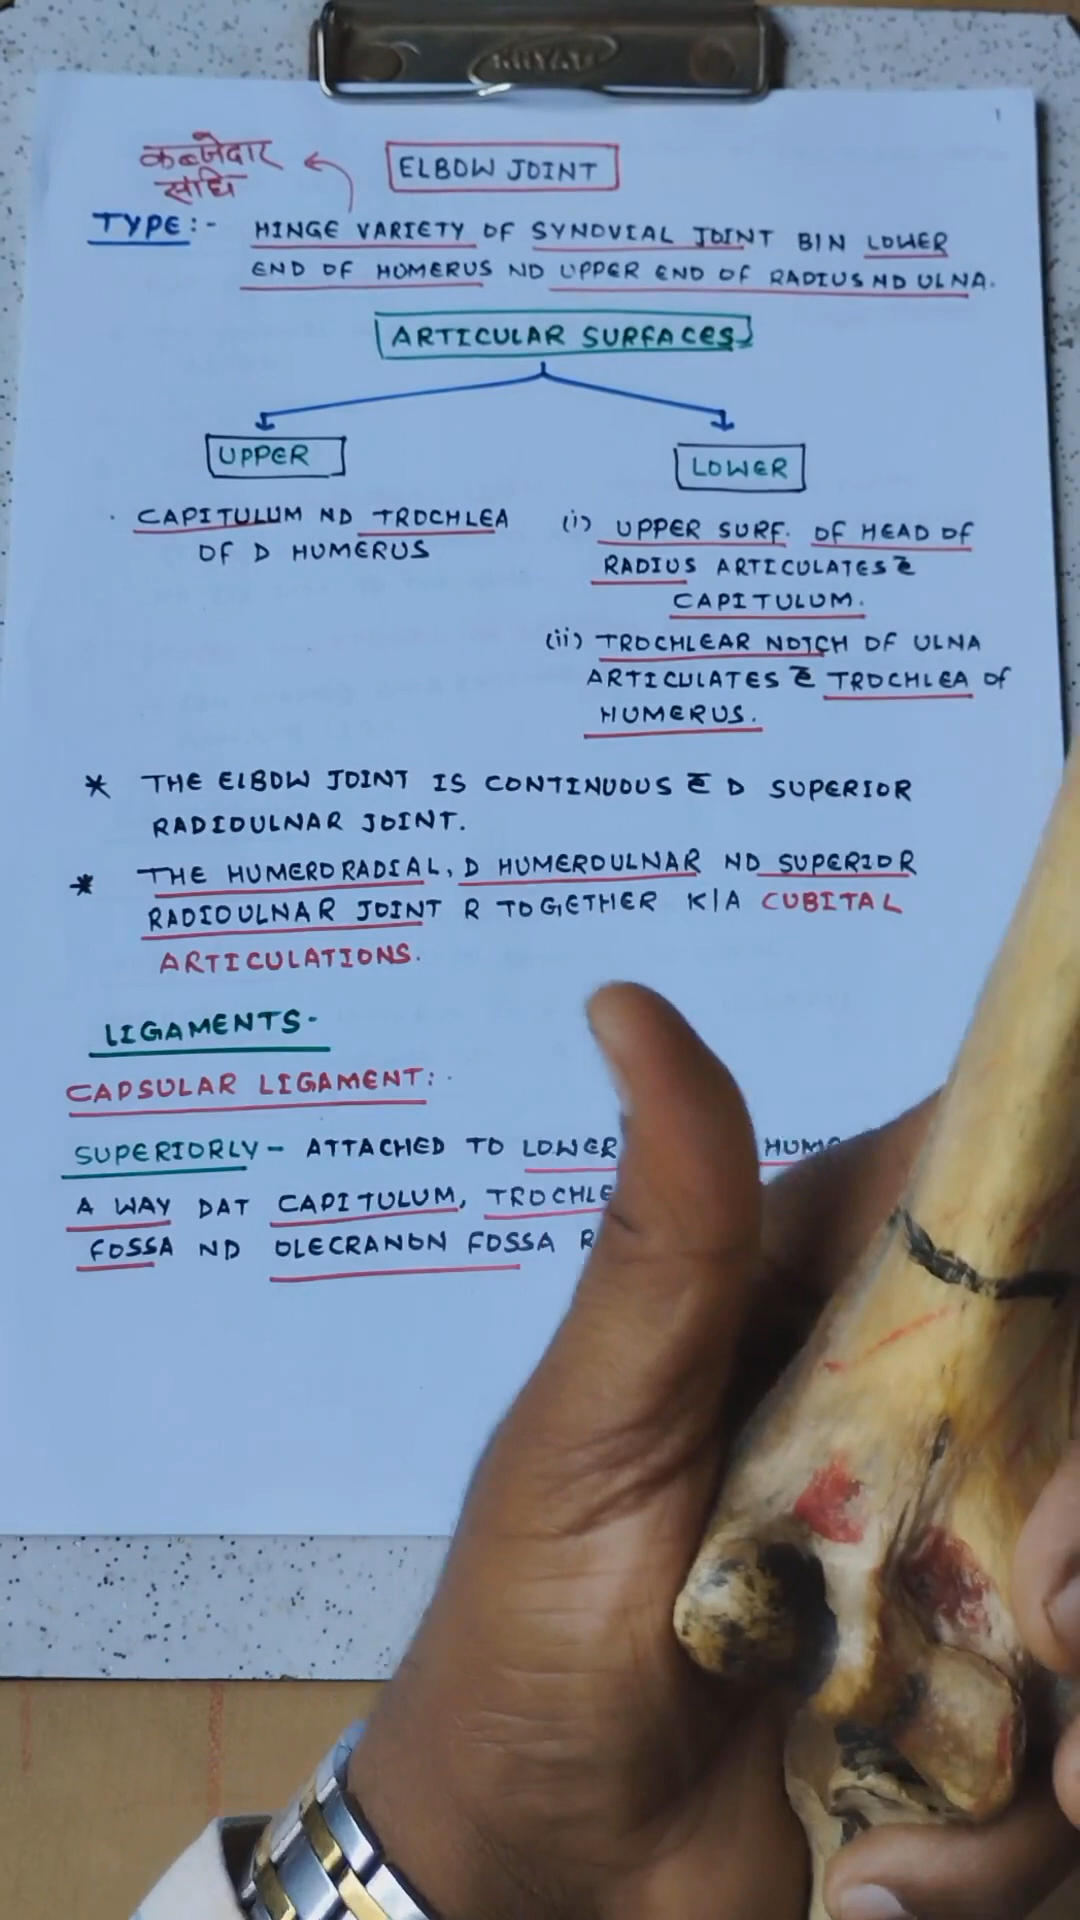 कब्जेदार
संधि
ELBOW JOINT
TYPE:- HINGE VARIETY OF SYNOVIAL JOINT B/N LOWER
END OF HUMERUS ND UPPER END OF RADIUS ND ULNA.
ARTICULAR SURFACES
UPPER
LOWER
CAPITULUM ND TROCHLEA
OF D HUMERUS
(i) UPPER SURF. OF HEAD OF
RADIUS ARTICULATES c̄
CAPITULUM.
(ii) TROCHLEAR NOTCH OF ULNA
ARTICULATES c̄ TROCHLEA OF
HUMERUS.
* THE ELBOW JOINT IS CONTINUOUS c̄ D SUPERIOR
RADIOULNAR JOINT.
* THE HUMERORADIAL, D HUMEROULNAR ND SUPERIOR
RADIOULNAR JOINT R TOGETHER K/A CUBITAL
ARTICULATIONS.
LIGAMENTS-
CAPSULAR LIGAMENT:
SUPERIORLY - ATTACHED TO LOWER HUM
A WAY DAT CAPITULUM, TROCHLE
FOSSA ND OLECRANON FOSSA R